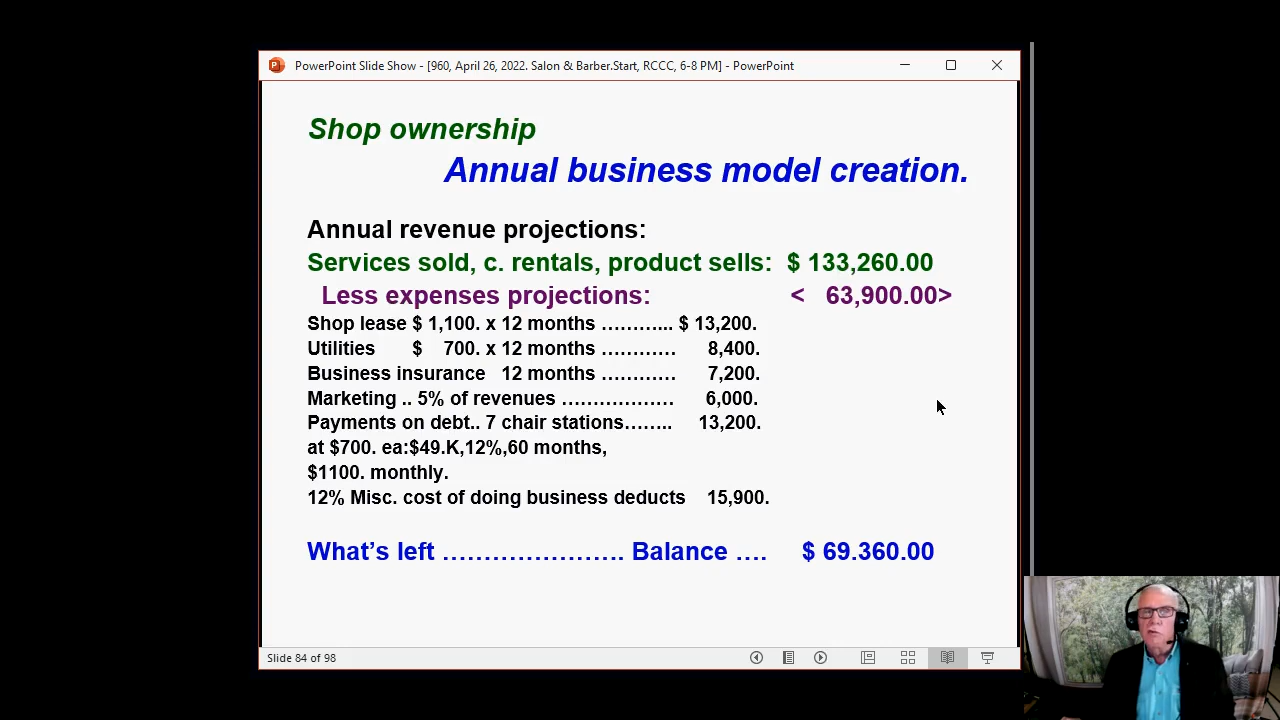 PowerPoint Slide Show - [960, April 26, 2022. Salon & Barber.Start, RCCC, 6-8 PM] - PowerPoint
Shop ownership
Annual business model creation.
Annual revenue projections:
Services sold, c. rentals, product sells: $ 133,260.00
Less expenses projections: < 63,900.00>
Shop lease $ 1,100. x 12 months ………... $ 13,200.
Utilities $ 700. x 12 months ………… 8,400.
Business insurance 12 months ………… 7,200.
Marketing .. 5% of revenues ……………… 6,000.
Payments on debt.. 7 chair stations…….. 13,200.
at $700. ea:$49.K,12%,60 months,
$1100. monthly.
12% Misc. cost of doing business deducts 15,900.
What’s left …………………. Balance …. $ 69.360.00
Slide 84 of 98